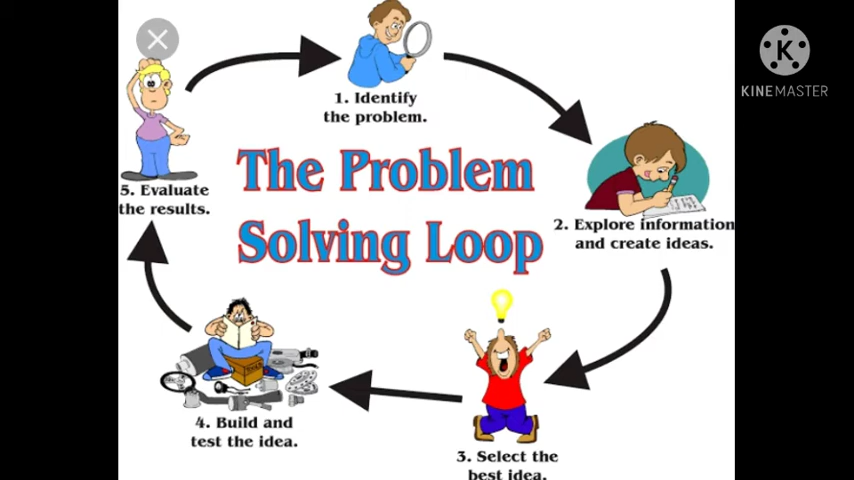 KINEMASTER
1. Identify
the problem.
The Problem
Solving Loop
2. Explore information
and create ideas.
3. Select the
best idea.
4. Build and
test the idea.
5. Evaluate
the results.